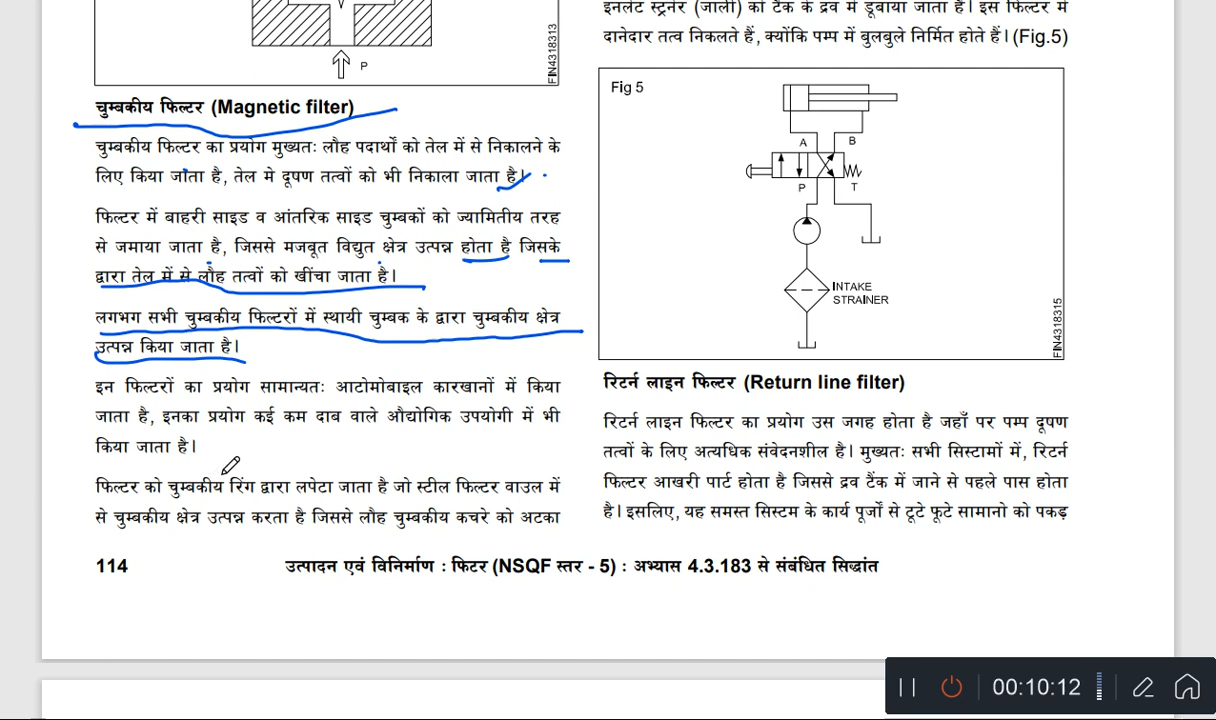 P
FIN4318313
चुम्बकीय फिल्टर (Magnetic filter)
चुम्बकीय फिल्टर का प्रयोग मुख्यतः लौह पदार्थो को तेल में से निकालने के
लिए किया जाता है, तेल मे दूषण तत्वों को भी निकाला जाता है।
फिल्टर में बाहरी साइड व आंतरिक साइड चुम्बकों को ज्यामितीय तरह
से जमाया जाता है, जिससे मजबूत विद्युत क्षेत्र उत्पन्न होता है जिसके
द्वारा तेल में से लौह तत्वों को खींचा जाता है।
लगभग सभी चुम्बकीय फिल्टरों में स्थायी चुम्बक के द्वारा चुम्बकीय क्षेत्र
उत्पन्न किया जाता है।
इन फिल्टरों का प्रयोग सामान्यतः आटोमोबाइल कारखानों में किया
जाता है, इनका प्रयोग कई कम दाब वाले औद्योगिक उपयोगी में भी
किया जाता है।
फिल्टर को चुम्बकीय रिंग द्वारा लपेटा जाता है जो स्टील फिल्टर वाउल में
से चुम्बकीय क्षेत्र उत्पन्न करता है जिससे लौह चुम्बकीय कचरे को अटका
इनलेट स्ट्रेनर (जाली) को टैंक के द्रव में डूबाया जाता है। इस फिल्टर में
दानेदार तत्व निकलते हैं, क्योंकि पम्प में बुलबुले निर्मित होते हैं। (Fig.5)
Fig 5
A B
P T
INTAKE
STRAINER
FIN4318315
रिटर्न लाइन फिल्टर (Return line filter)
रिटर्न लाइन फिल्टर का प्रयोग उस जगह होता है जहाँ पर पम्प दूषण
तत्वों के लिए अत्यधिक संवेदनशील है। मुख्यतः सभी सिस्टामों में, रिटर्न
फिल्टर आखरी पार्ट होता है जिससे द्रव टैंक में जाने से पहले पास होता
है। इसलिए, यह समस्त सिस्टम के कार्य पूर्जों से टूटे फूटे सामानो को पकड़
114 उत्पादन एवं विनिर्माण : फिटर (NSQF स्तर - 5) : अभ्यास 4.3.183 से संबंधित सिद्धांत
00:10:12